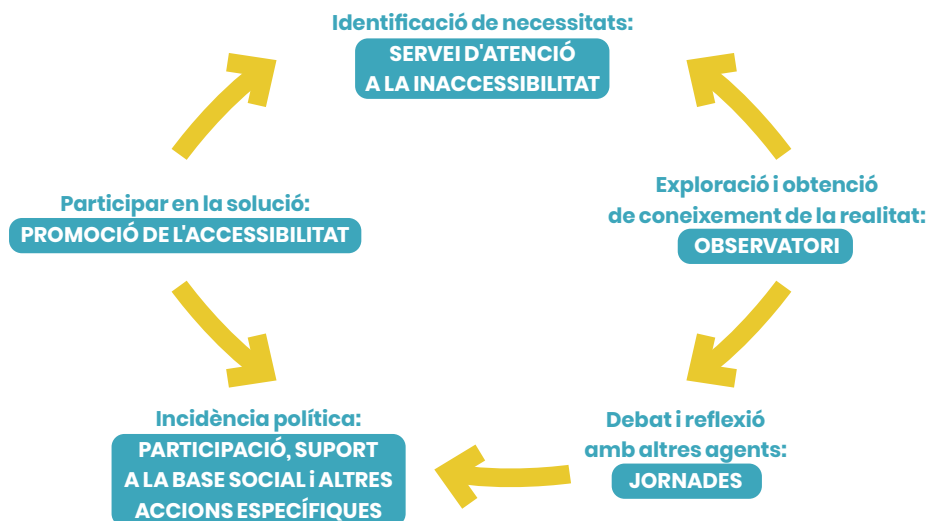 Identificació de necessitats:
SERVEI D'ATENCIÓ
A LA INACCESSIBILITAT
Participar en la solució:
PROMOCIÓ DE L'ACCESSIBILITAT
Exploració i obtenció
de coneixement de la realitat:
OBSERVATORI
Incidència política:
PARTICIPACIÓ, SUPORT
A LA BASE SOCIAL i ALTRES
ACCIONS ESPECÍFIQUES
Debat i reflexió
amb altres agents:
JORNADES